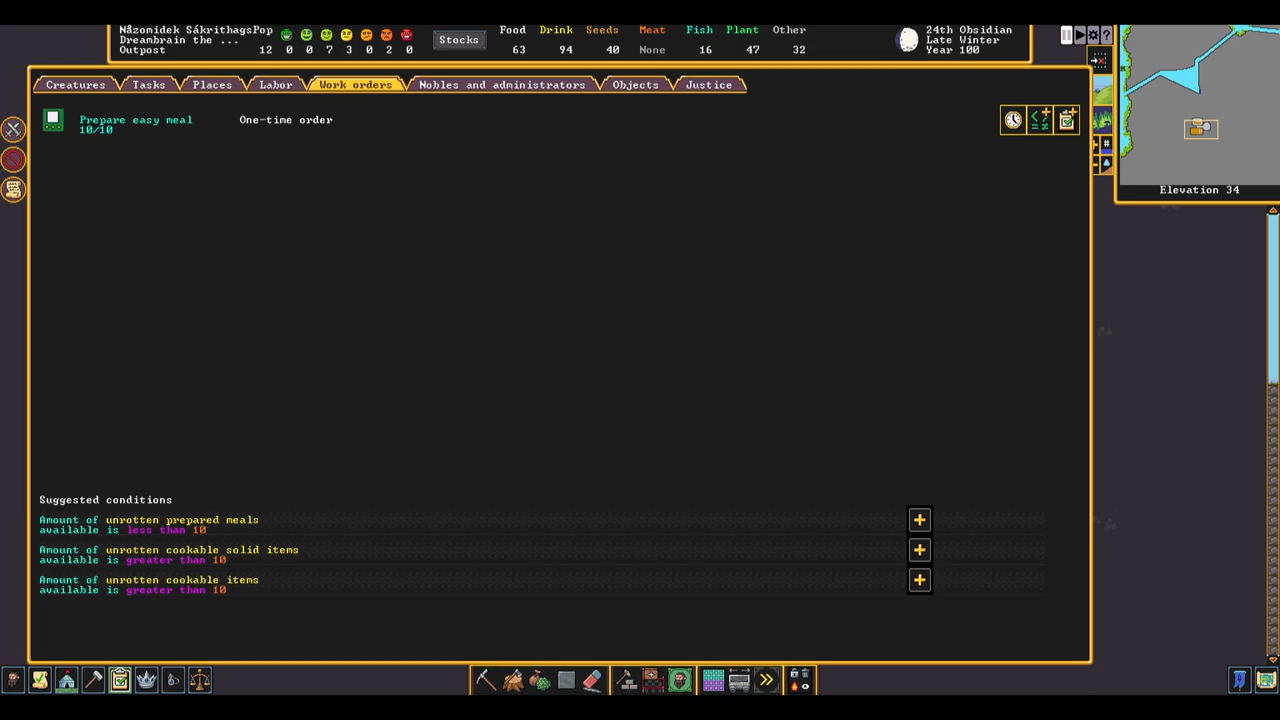 Nåzomidek SákrithagsPop
Dreambrain the ...
Outpost 12 0 0 7 3 0 2 0
Stocks
Food Drink Seeds Meat Fish Plant Other
63 94 40 None 16 47 32
24th Obsidian
Late Winter
Year 100
Creatures Tasks Places Labor Work orders Nobles and administrators Objects Justice
Prepare easy meal One-time order
10/10
Elevation 34
Suggested conditions
Amount of unrotten prepared meals
available is less than 10
Amount of unrotten cookable solid items
available is greater than 10
Amount of unrotten cookable items
available is greater than 10